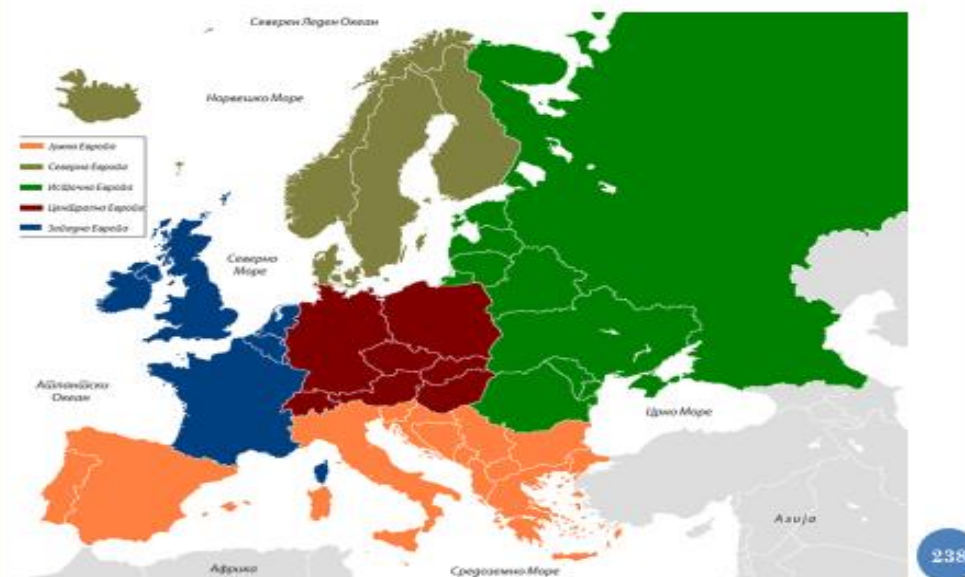 Северен Леден Океан
Норвешко Море
Јужна Европа
Северна Европа
Источна Европа
Централна Европа
Западна Европа
Северно
Море
Атлантски
Океан
Црно Море
Азија
Африка
Средоземно Море
238